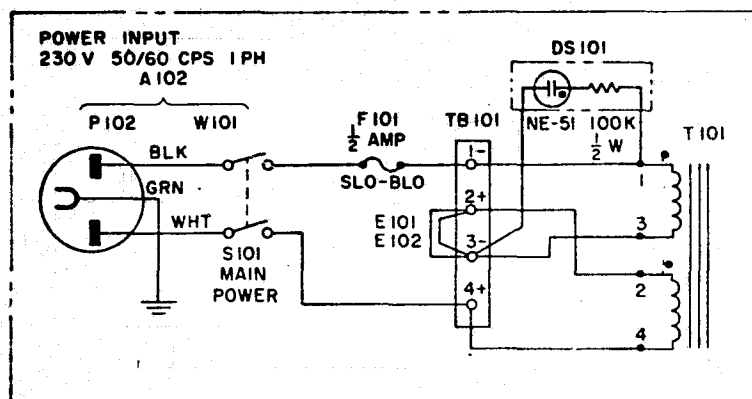 POWER INPUT
230 V 50/60 CPS 1 PH
A102
P102 W101
BLK
GRN
WHT
S101
MAIN
POWER
F101
1/2 AMP
SLO-BLO
TB101
1-
2+
3-
4+
E101
E102
DS101
NE-51 100K
1/2 W
T101
1
3
2
4